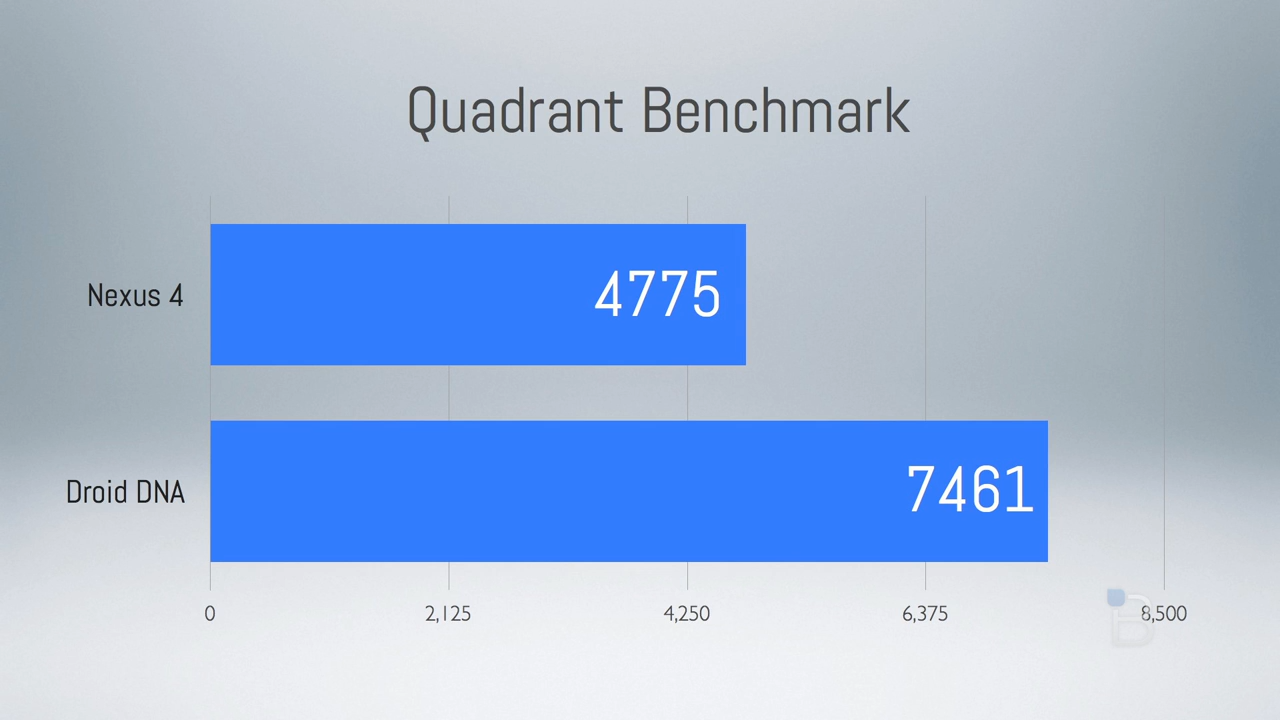 Quadrant Benchmark
Nexus 4
4775
Droid DNA
7461
0 2,125 4,250 6,375 8,500